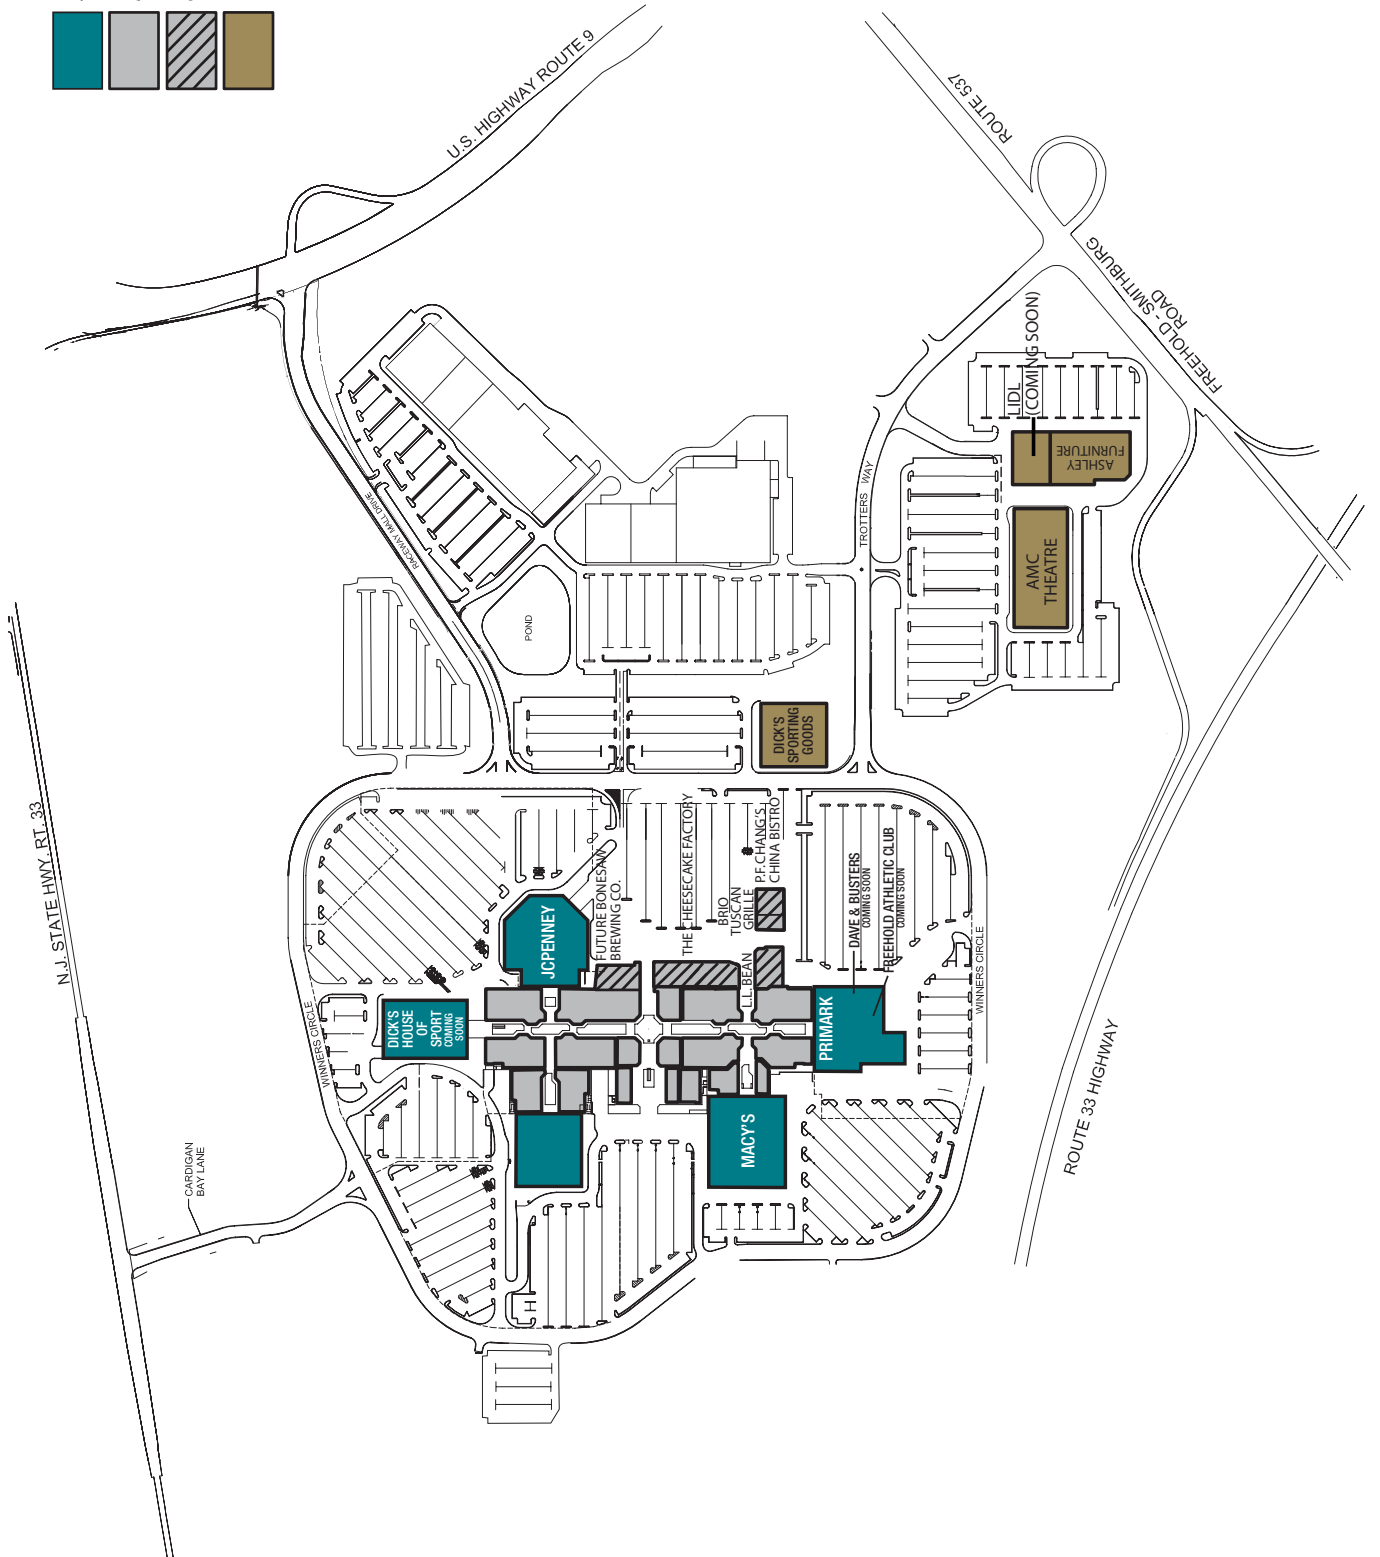 U.S. HIGHWAY ROUTE 9
ROUTE 537
FREEHOLD - SMITHBURG
ROAD
LIDL
(COMING SOON)
ASHLEY
FURNITURE
AMC
THEATRE
TROTTERS WAY
RACEWAY MALL DRIVE
POND
DICK'S
SPORTING
GOODS
N.J. STATE HWY. RT. 33
JCPENNEY
FUTURE BONESAW
BREWING CO.
THE CHEESECAKE FACTORY
BRIO
TUSCAN
GRILLE
P.F. CHANG'S
CHINA BISTRO
L.L. BEAN
DAVE & BUSTERS
COMING SOON
FREEHOLD ATHLETIC CLUB
COMING SOON
WINNERS CIRCLE
WINNERS CIRCLE
DICK'S
HOUSE
OF
SPORT
COMING
SOON
PRIMARK
MACY'S
CARDIGAN
BAY LANE
ROUTE 33 HIGHWAY